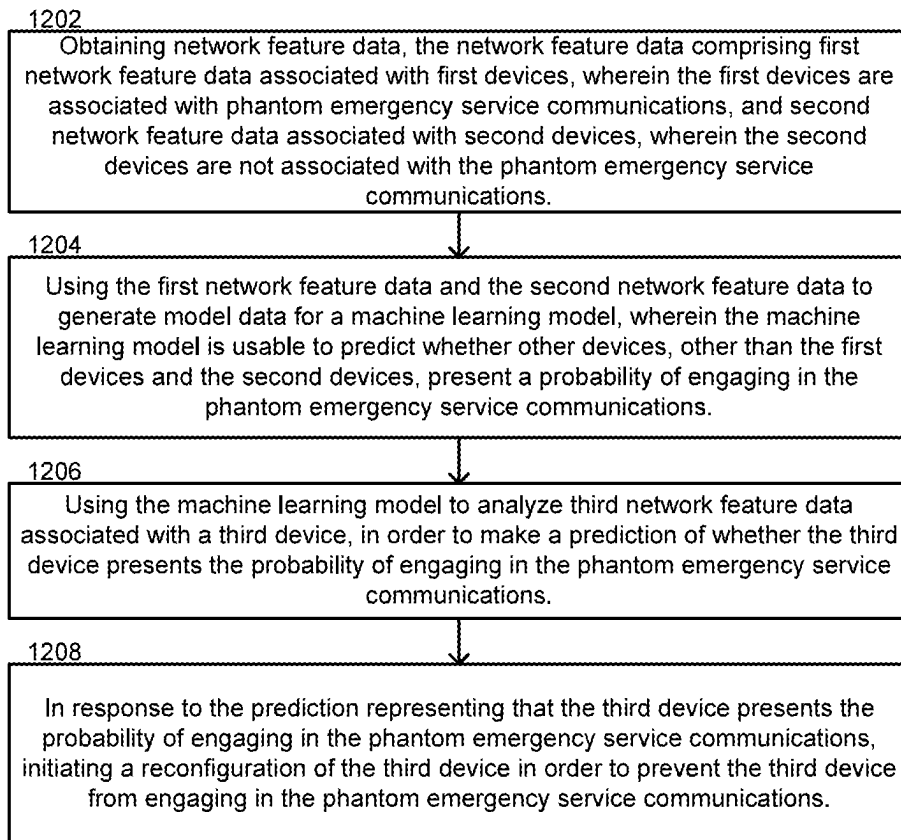 1202
Obtaining network feature data, the network feature data comprising first
network feature data associated with first devices, wherein the first devices are
associated with phantom emergency service communications, and second
network feature data associated with second devices, wherein the second
devices are not associated with the phantom emergency service
communications.
1204
Using the first network feature data and the second network feature data to
generate model data for a machine learning model, wherein the machine
learning model is usable to predict whether other devices, other than the first
devices and the second devices, present a probability of engaging in the
phantom emergency service communications.
1206
Using the machine learning model to analyze third network feature data
associated with a third device, in order to make a prediction of whether the third
device presents the probability of engaging in the phantom emergency service
communications.
1208
In response to the prediction representing that the third device presents the
probability of engaging in the phantom emergency service communications,
initiating a reconfiguration of the third device in order to prevent the third device
from engaging in the phantom emergency service communications.